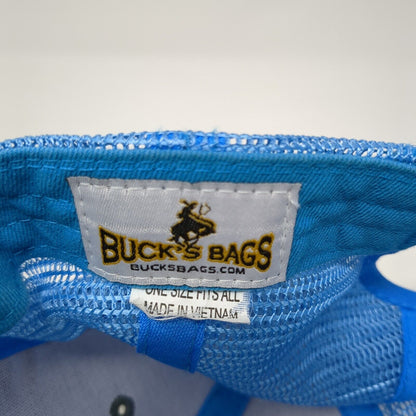 BUCK'S BAGS
BUCKSBAGS.COM
ONE SIZE FITS ALL
MADE IN VIETNAM